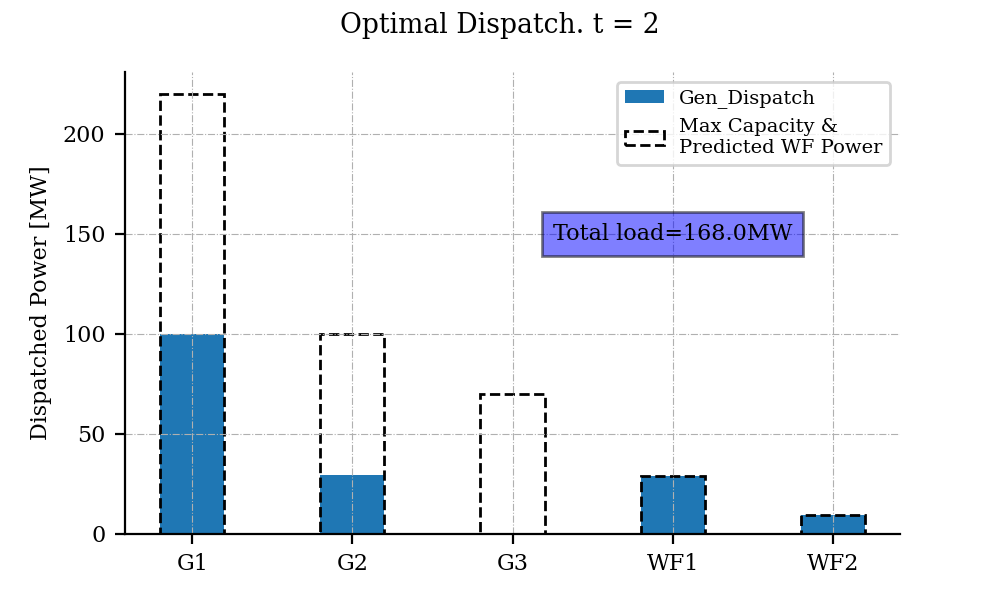 Optimal Dispatch. t = 2
Dispatched Power [MW]
200
150
100
50
0
Gen_Dispatch
Max Capacity &
Predicted WF Power
Total load=168.0MW
G1 G2 G3 WF1 WF2